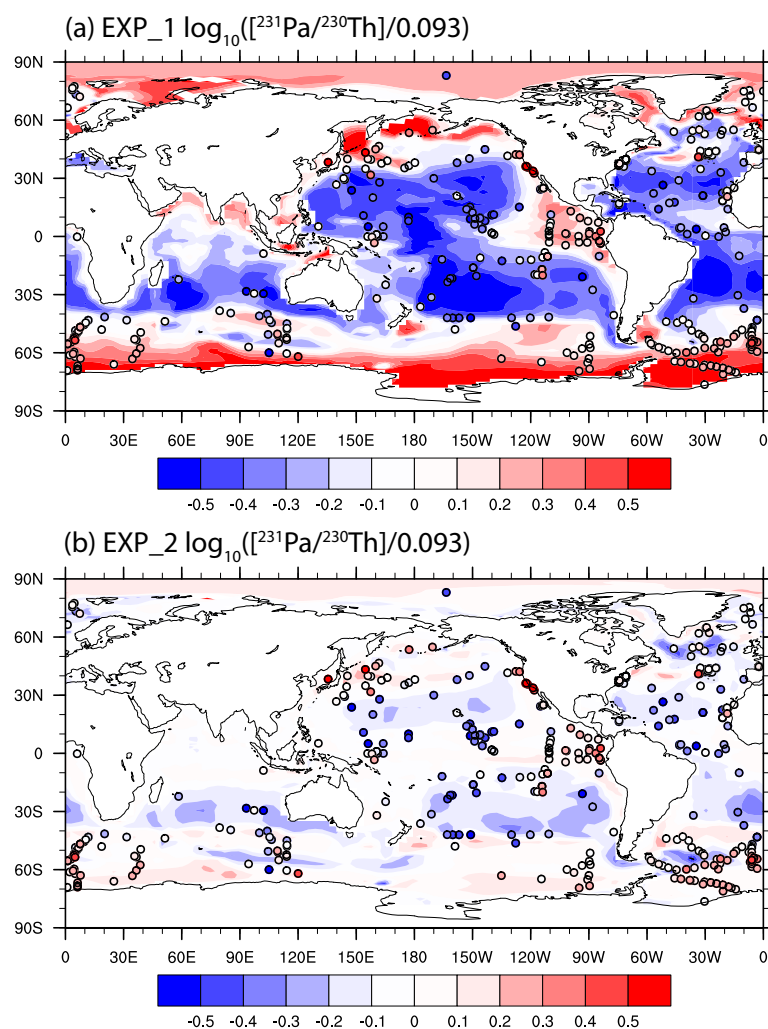 (a) EXP_1 log₁₀([²³¹Pa/²³⁰Th]/0.093)
90N
60N
30N
0
30S
60S
90S
0 30E 60E 90E 120E 150E 180 150W 120W 90W 60W 30W 0
-0.5 -0.4 -0.3 -0.2 -0.1 0 0.1 0.2 0.3 0.4 0.5
(b) EXP_2 log₁₀([²³¹Pa/²³⁰Th]/0.093)
90N
60N
30N
0
30S
60S
90S
0 30E 60E 90E 120E 150E 180 150W 120W 90W 60W 30W 0
-0.5 -0.4 -0.3 -0.2 -0.1 0 0.1 0.2 0.3 0.4 0.5